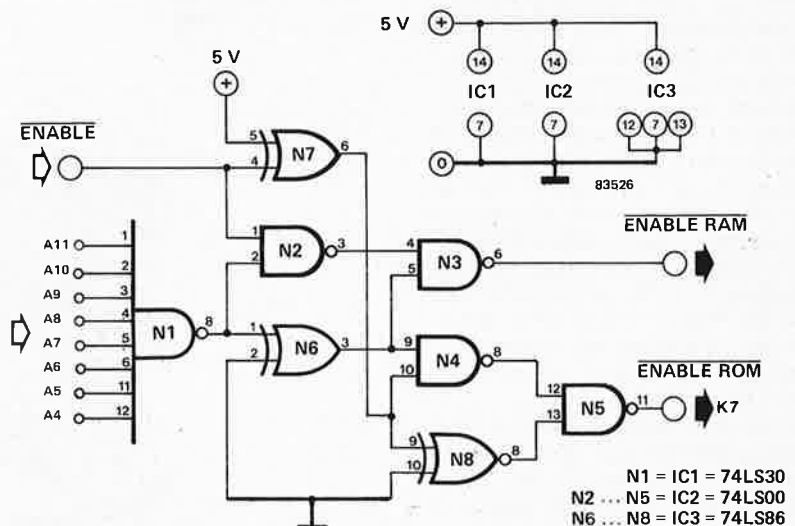 5 V
14
14
14
IC1
IC2
IC3
7
7
12
7
13
0
83526
5 V
ENABLE
5
4
N7
6
1
2
N2
3
4
5
N3
6
ENABLE RAM
A11
1
A10
2
A9
3
A8
4
A7
5
A6
6
A5
11
A4
12
N1
8
1
2
N6
3
9
10
N4
8
9
10
N8
8
12
13
N5
11
ENABLE ROM
K7
N1 = IC1 = 74LS30
N2 ... N5 = IC2 = 74LS00
N6 ... N8 = IC3 = 74LS86